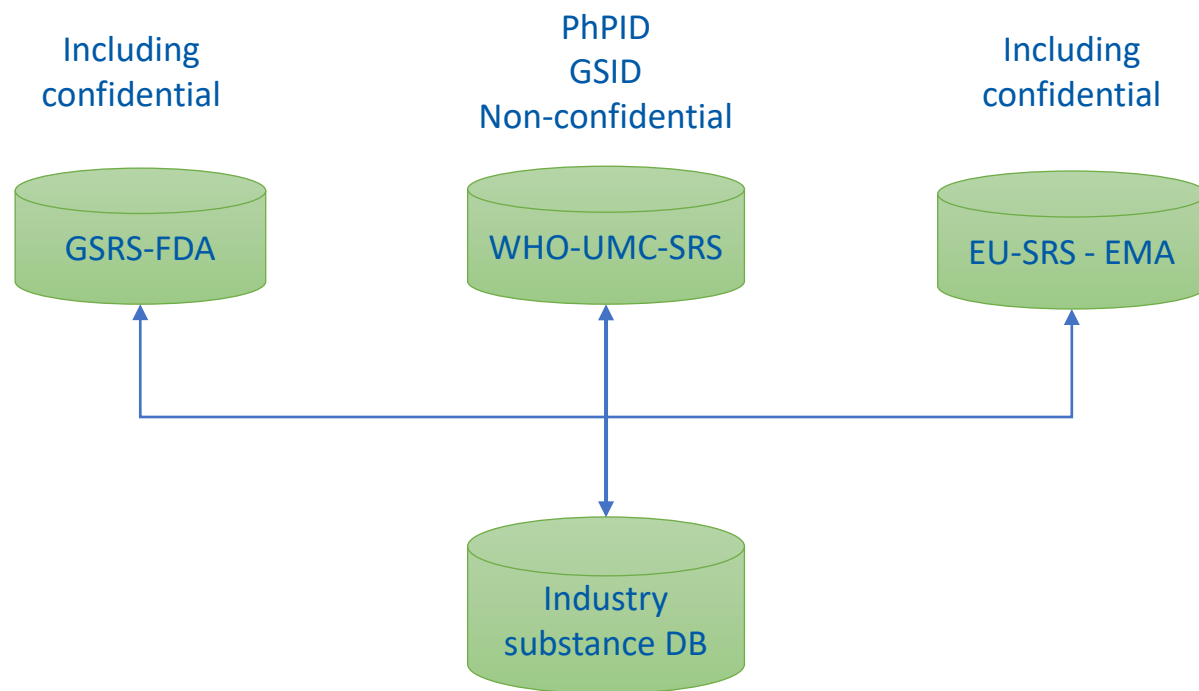 Including
confidential
PhPID
GSID
Non-confidential
Including
confidential
GSRS-FDA
WHO-UMC-SRS
EU-SRS - EMA
Industry
substance DB